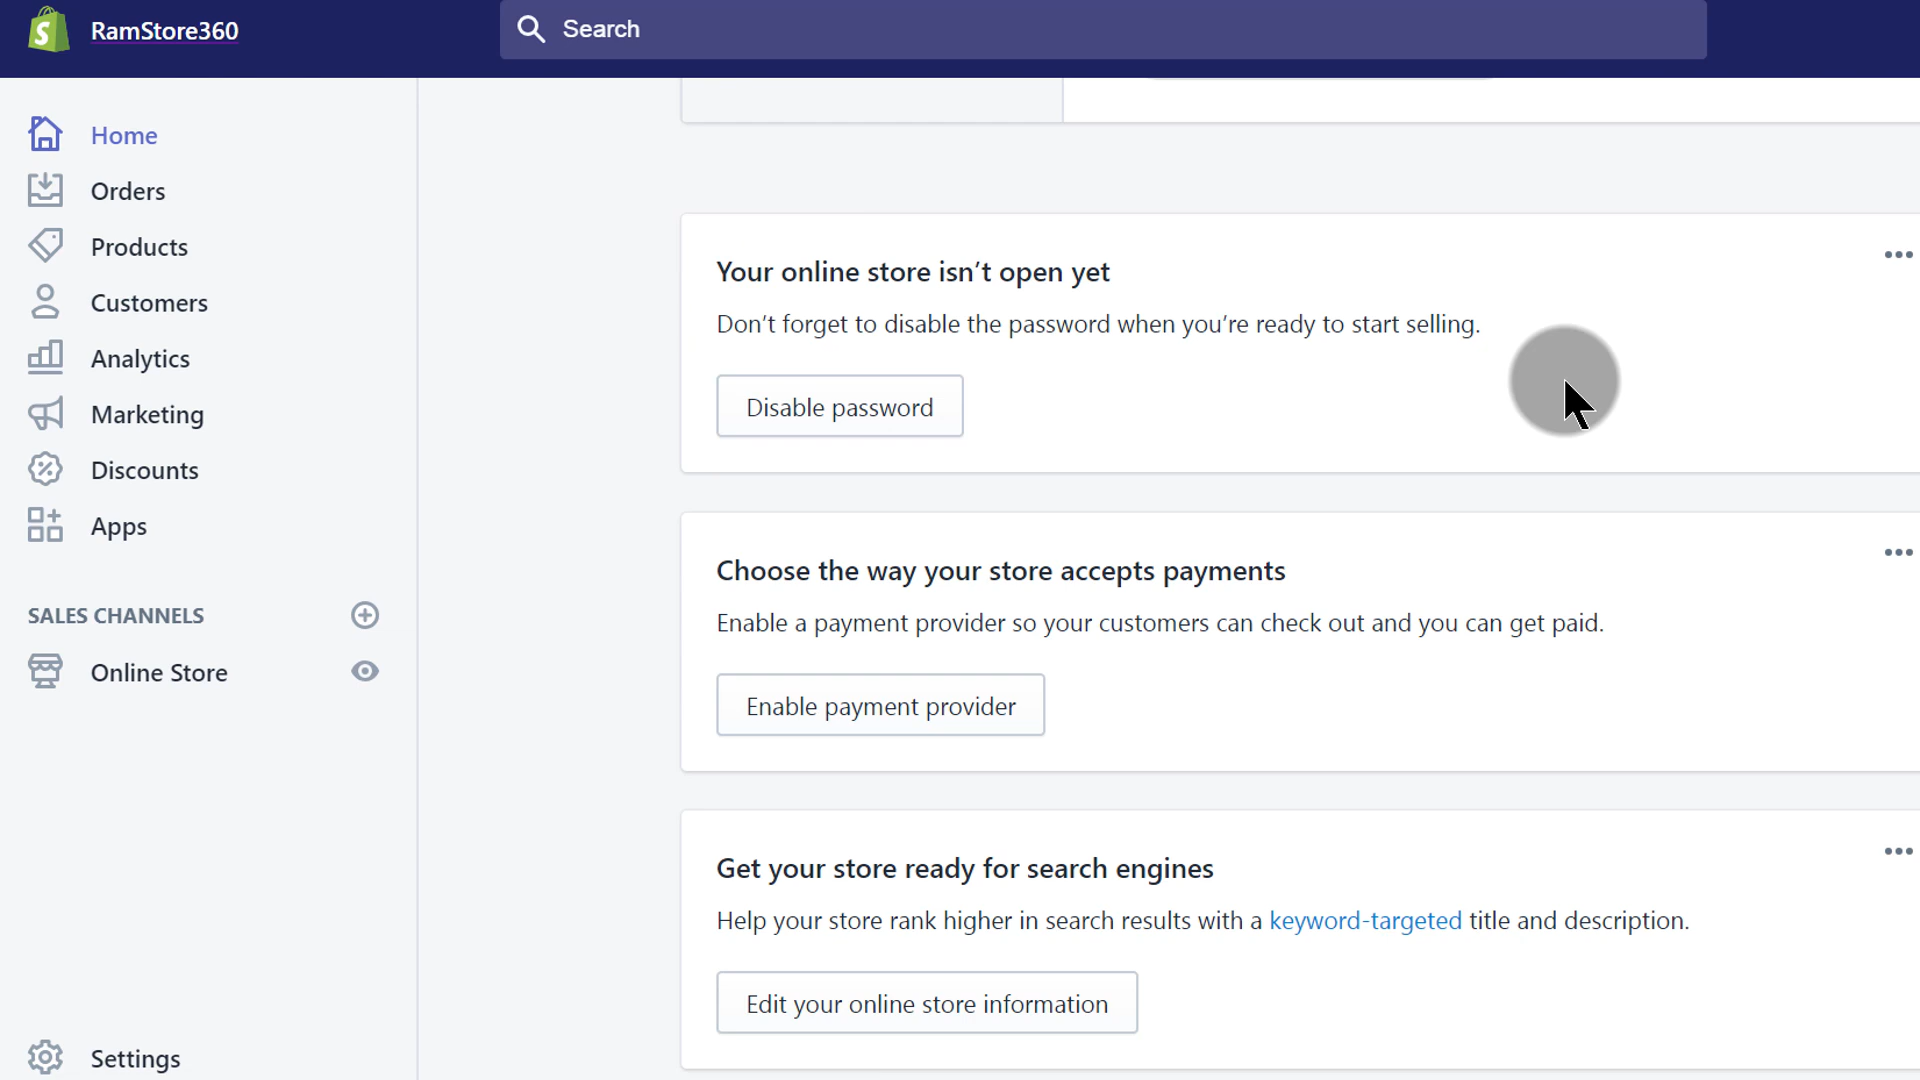 RamStore360
Search
Home
Orders
Products
Customers
Analytics
Marketing
Discounts
Apps
SALES CHANNELS
Online Store
Settings
Your online store isn't open yet
Don't forget to disable the password when you're ready to start selling.
Disable password
Choose the way your store accepts payments
Enable a payment provider so your customers can check out and you can get paid.
Enable payment provider
Get your store ready for search engines
Help your store rank higher in search results with a keyword-targeted title and description.
Edit your online store information